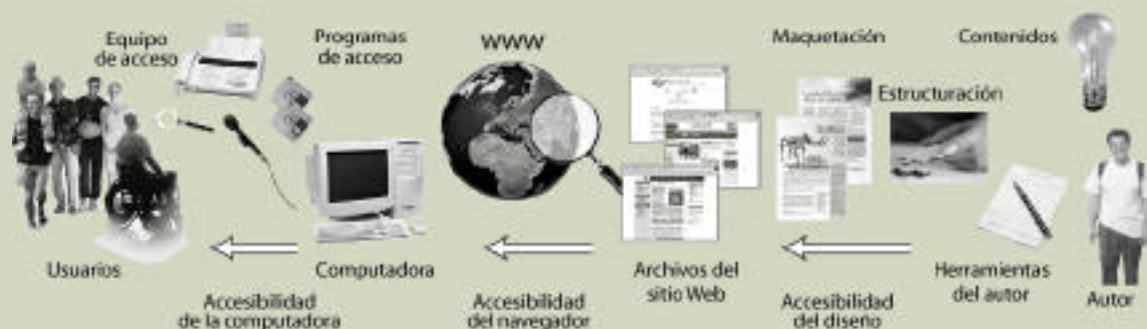 Equipo
de acceso
Programas
de acceso
WWW
Maquetación
Contenidos
Estructuración
Usuarios
Computadora
Archivos del
sitio Web
Herramientas
del autor
Autor
Accesibilidad
de la computadora
Accesibilidad
del navegador
Accesibilidad
del diseño